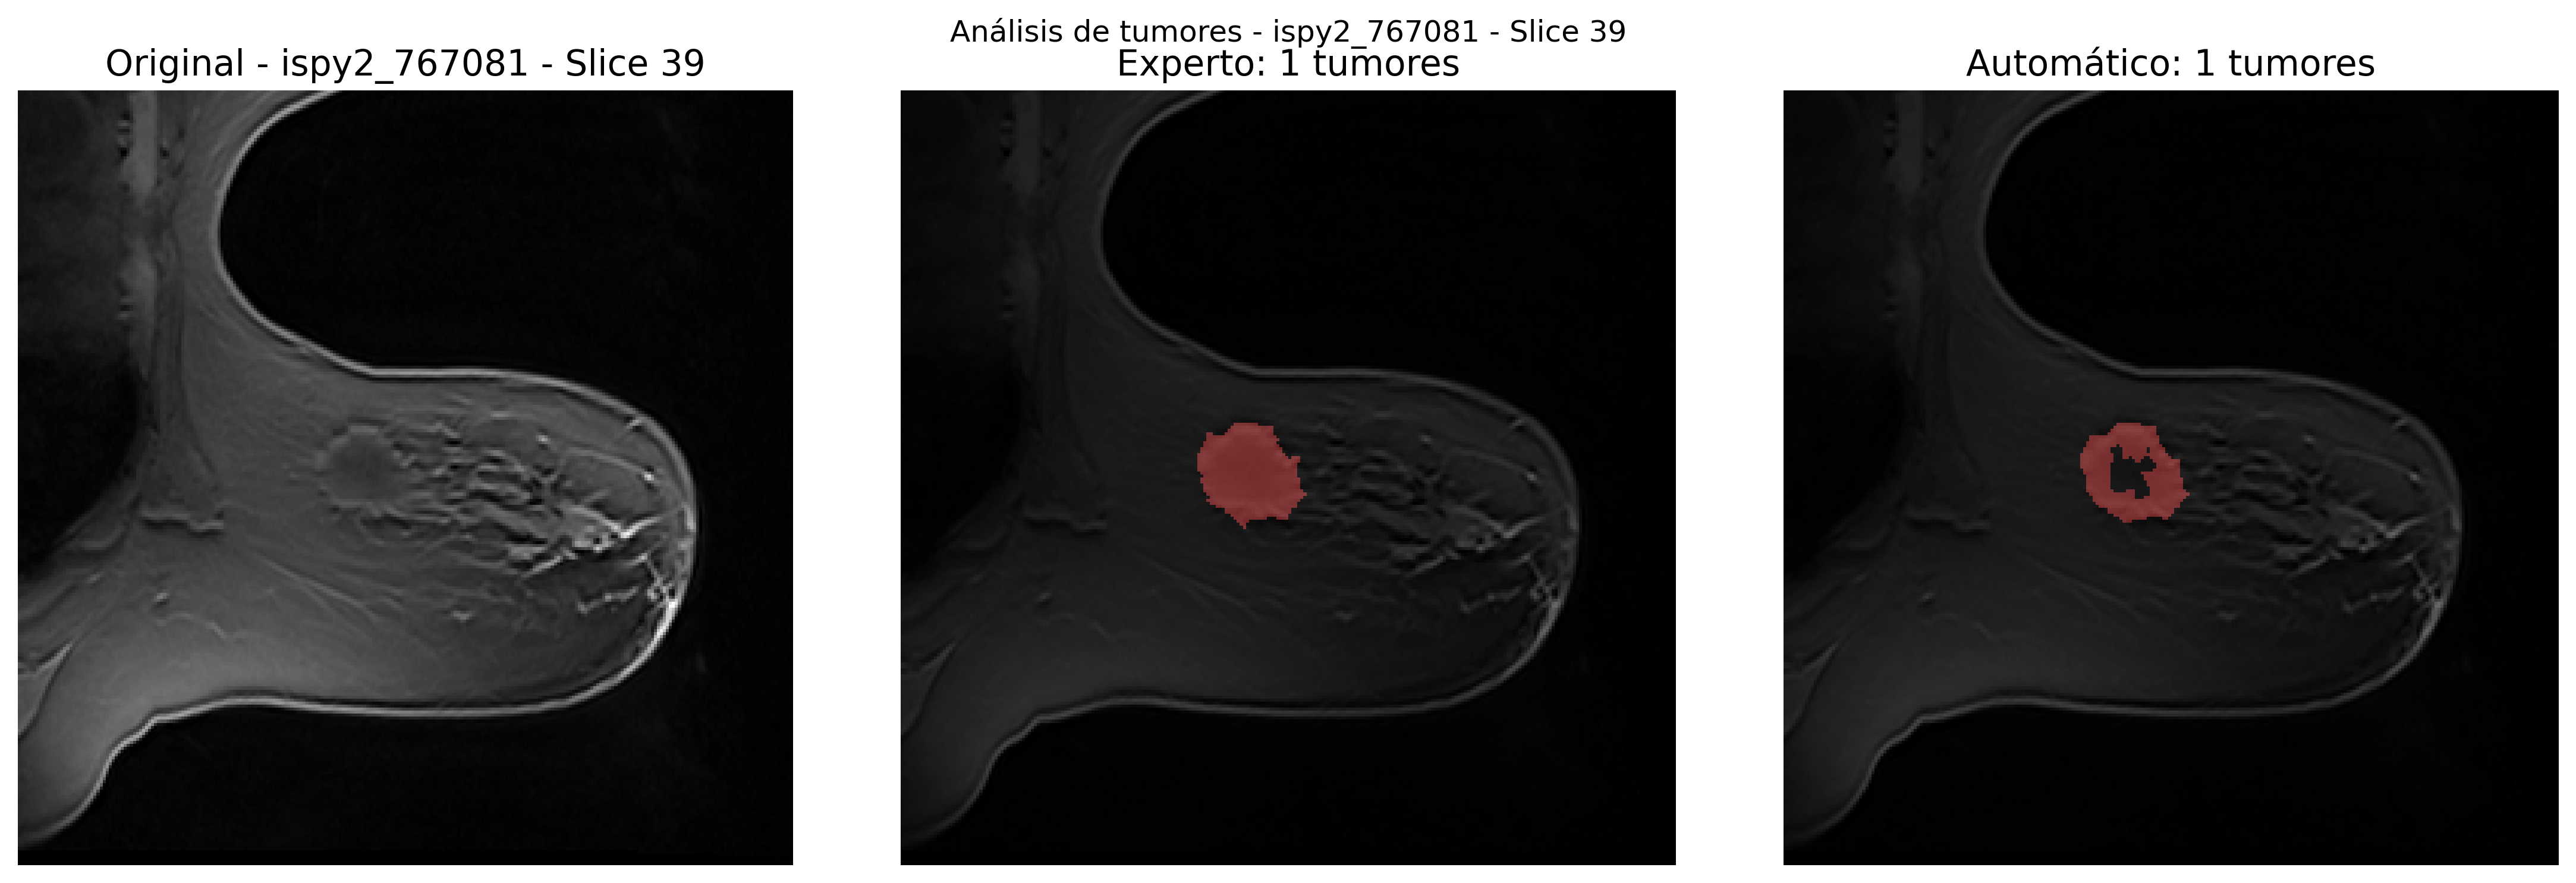 Análisis de tumores - ispy2_767081 - Slice 39
Original - ispy2_767081 - Slice 39
Experto: 1 tumores
Automático: 1 tumores